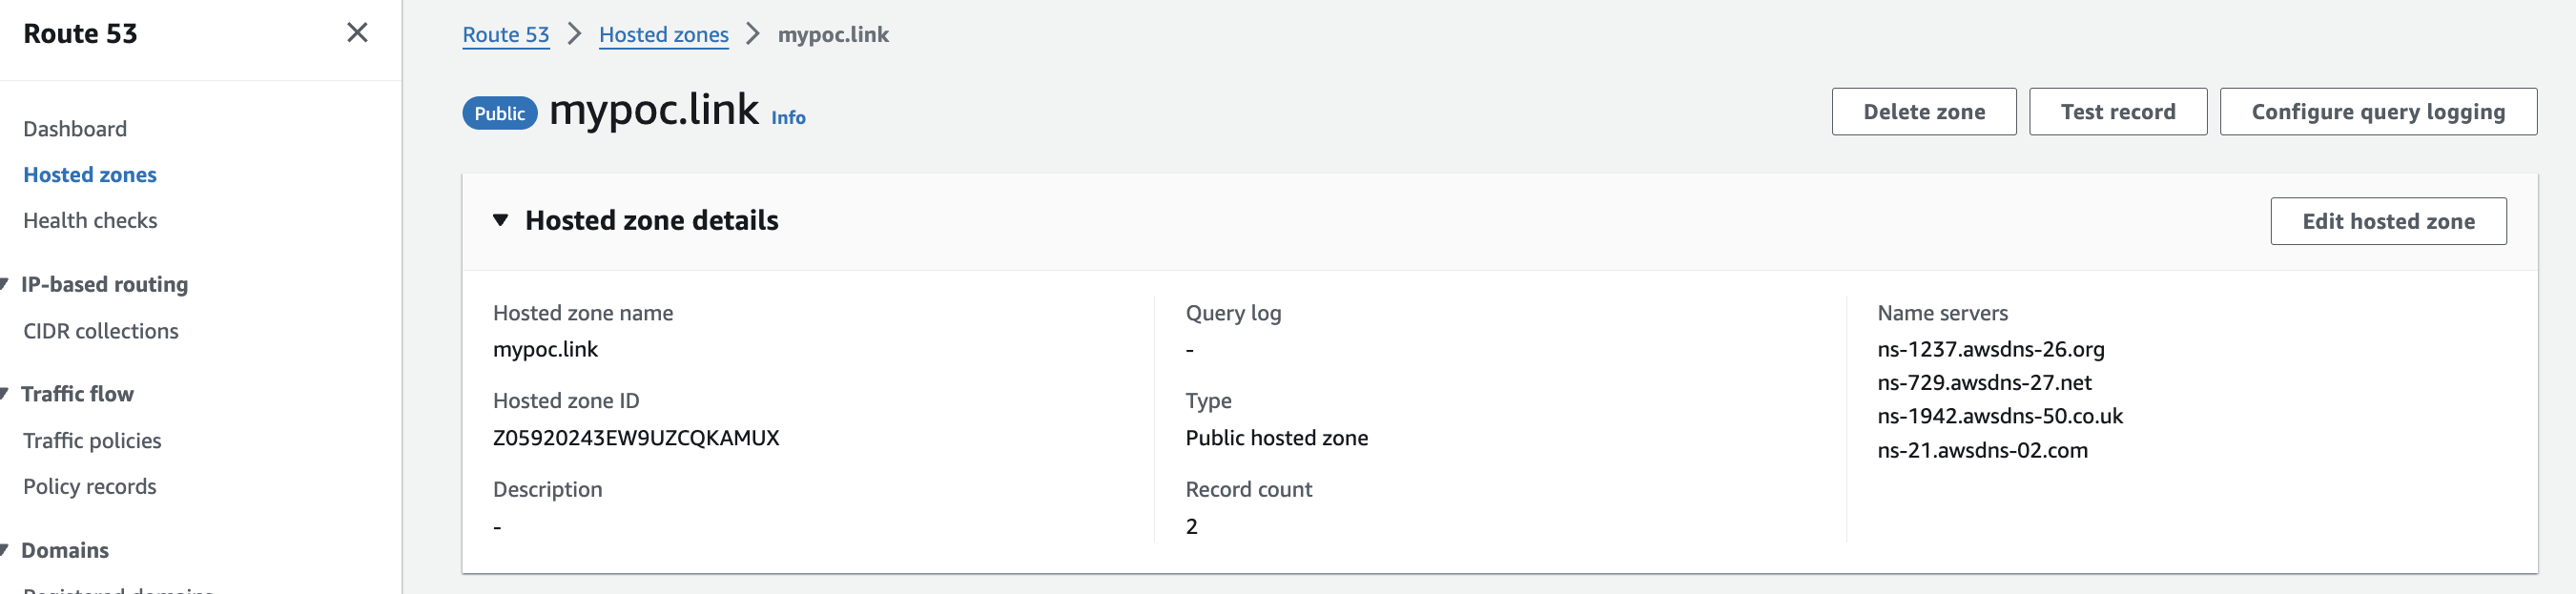 Route 53
Dashboard
Hosted zones
Health checks
IP-based routing
CIDR collections
Traffic flow
Traffic policies
Policy records
Domains
Registered domains
Route 53 > Hosted zones > mypoc.link
Public mypoc.link Info
Delete zone Test record Configure query logging
Hosted zone details
Edit hosted zone
Hosted zone name
mypoc.link
Hosted zone ID
Z05920243EW9UZCQKAMUX
Description
-
Query log
-
Type
Public hosted zone
Record count
2
Name servers
ns-1237.awsdns-26.org
ns-729.awsdns-27.net
ns-1942.awsdns-50.co.uk
ns-21.awsdns-02.com